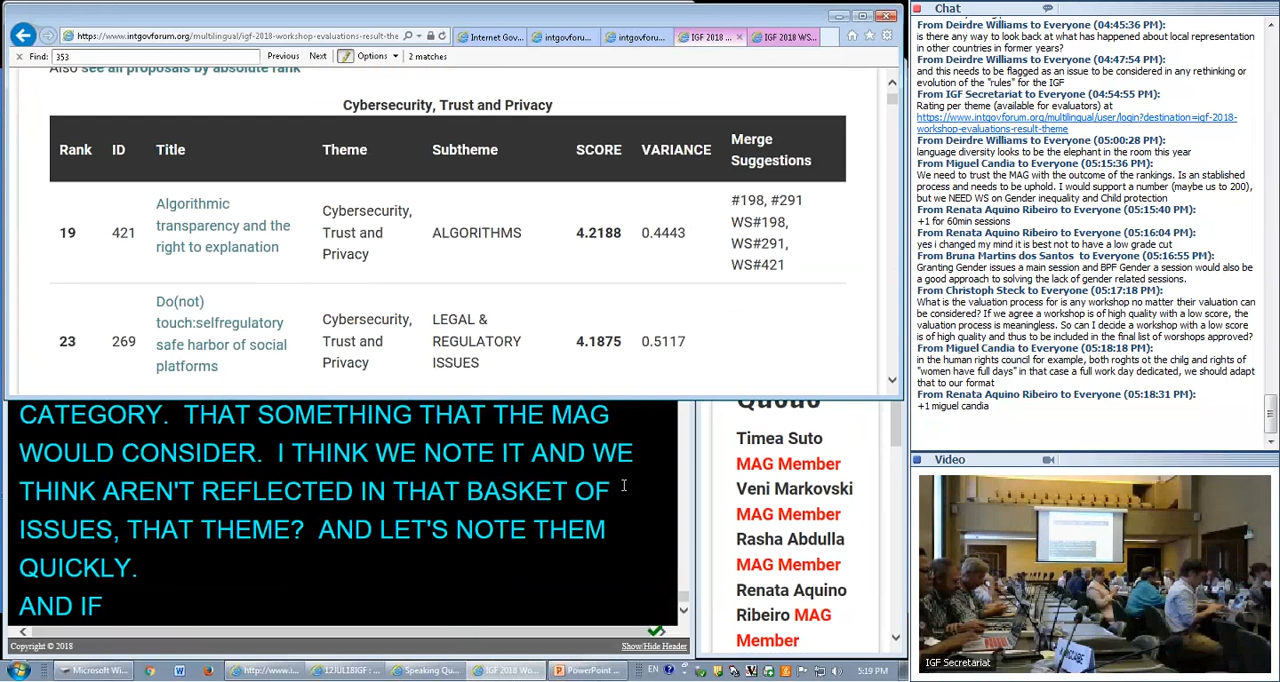 https://www.intgovforum.org/multilingual/igf-2018-workshop-evaluations-result-the
Internet Gov...
intgovforu...
intgovforu...
IGF 2018 ...
IGF 2018 WS...
Find: 353
Previous Next Options 2 matches
Also see all proposals by absolute rank
Cybersecurity, Trust and Privacy
Rank ID Title Theme Subtheme SCORE VARIANCE Merge
Suggestions
19 421 Algorithmic
transparency and the
right to explanation
Cybersecurity,
Trust and
Privacy
ALGORITHMS
4.2188
0.4443
#198, #291
WS#198,
WS#291,
WS#421
23 269 Do(not)
touch:selfregulatory
safe harbor of social
platforms
Cybersecurity,
Trust and
Privacy
LEGAL &
REGULATORY
ISSUES
4.1875
0.5117
CATEGORY. THAT SOMETHING THAT THE MAG
WOULD CONSIDER. I THINK WE NOTE IT AND WE
THINK AREN'T REFLECTED IN THAT BASKET OF
ISSUES, THAT THEME? AND LET'S NOTE THEM
QUICKLY.
AND IF
Copyright © 2018
Show/Hide Header
Timea Suto
MAG Member
Veni Markovski
MAG Member
Rasha Abdulla
MAG Member
Renata Aquino
Ribeiro MAG
Member
Chat
From Deirdre Williams to Everyone (04:45:36 PM):
is there any way to look back at what has happened about local representation
in other countries in former years?
From Deirdre Williams to Everyone (04:47:54 PM):
and this needs to be flagged as an issue to be considered in any rethinking or
evolution of the "rules" for the IGF
From IGF Secretariat to Everyone (04:54:55 PM):
Rating per theme (available for evaluators) at
https://www.intgovforum.org/multilingual/user/login?destination=igf-2018-
workshop-evaluations-result-theme
From Deirdre Williams to Everyone (05:00:28 PM):
language diversity looks to be the elephant in the room this year
From Miguel Candia to Everyone (05:15:36 PM):
We need to trust the MAG with the outcome of the rankings. Is an stablished
process and needs to be uphold. I would support a number (maybe us to 200),
but we NEED WS on Gender inequality and Child protection
From Renata Aquino Ribeiro to Everyone (05:15:40 PM):
+1 for 60min sessions
From Renata Aquino Ribeiro to Everyone (05:16:04 PM):
yes i changed my mind it is best not to have a low grade cut
From Bruna Martins dos Santos to Everyone (05:16:55 PM):
Granting Gender issues a main session and BPF Gender a session would also be
a good approach to solving the lack of gender related sessions.
From Christoph Steck to Everyone (05:17:18 PM):
What is the valuation process for is any workshop no matter their valuation can
be considered? If we agree a workshop is of high quality with a low score, the
valuation process is meaningless. So can I decide a workshop with a low score
is of high quality and thus to be included in the final list of worshops approved?
From Miguel Candia to Everyone (05:18:18 PM):
in the human rights council for example, both roghts ot the chilg and rights of
"women have full days" in that case a full work day dedicated, we should adapt
that to our format
From Renata Aquino Ribeiro to Everyone (05:18:31 PM):
+1 miguel candia
Video
IGF Secretariat
Microsoft Wi...
http://www.i...
12JUL18IGF :...
Speaking Qu...
IGF 2018 Wo...
PowerPoint ...
EN
5:19 PM